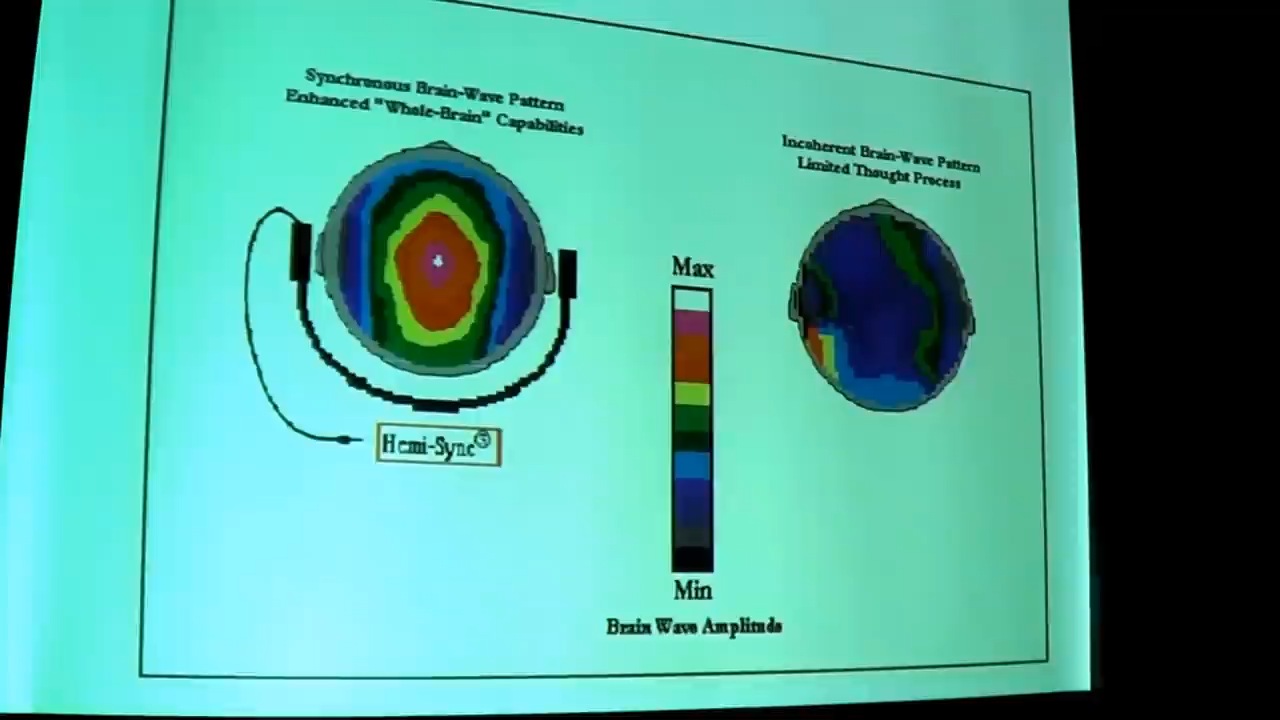 Synchronous Brain-Wave Pattern
Enhanced "Whole-Brain" Capabilities
Incoherent Brain-Wave Pattern
Limited Thought Process
Max
Hemi-Sync®
Min
Brain Wave Amplitude